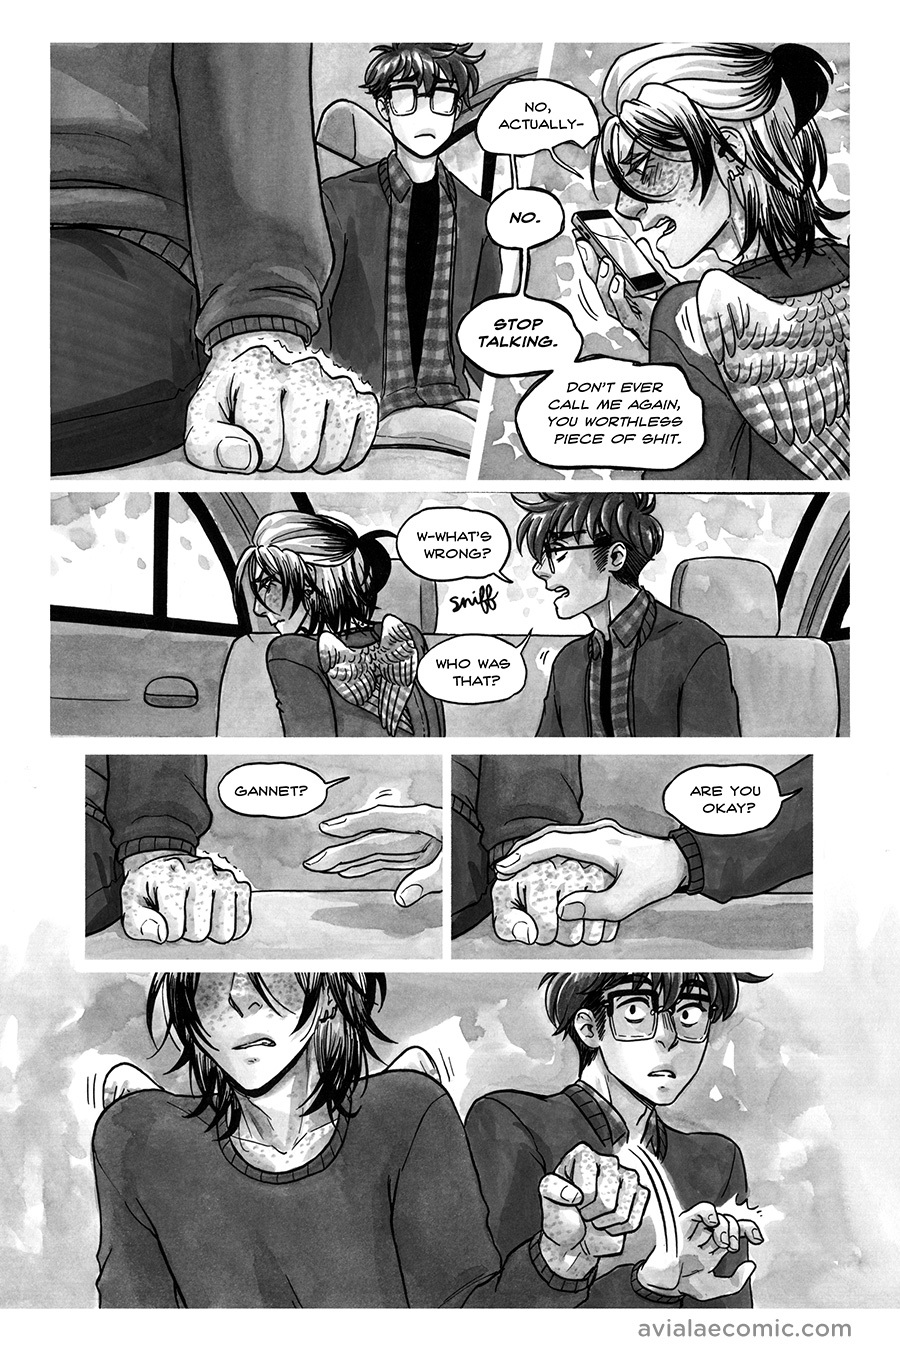 NO,
ACTUALLY-
NO.
STOP
TALKING.
DON'T EVER
CALL ME AGAIN,
YOU WORTHLESS
PIECE OF SHIT.
W-WHAT'S
WRONG?
sniff
WHO WAS
THAT?
GANNET?
ARE YOU
OKAY?
avialaecomic.com